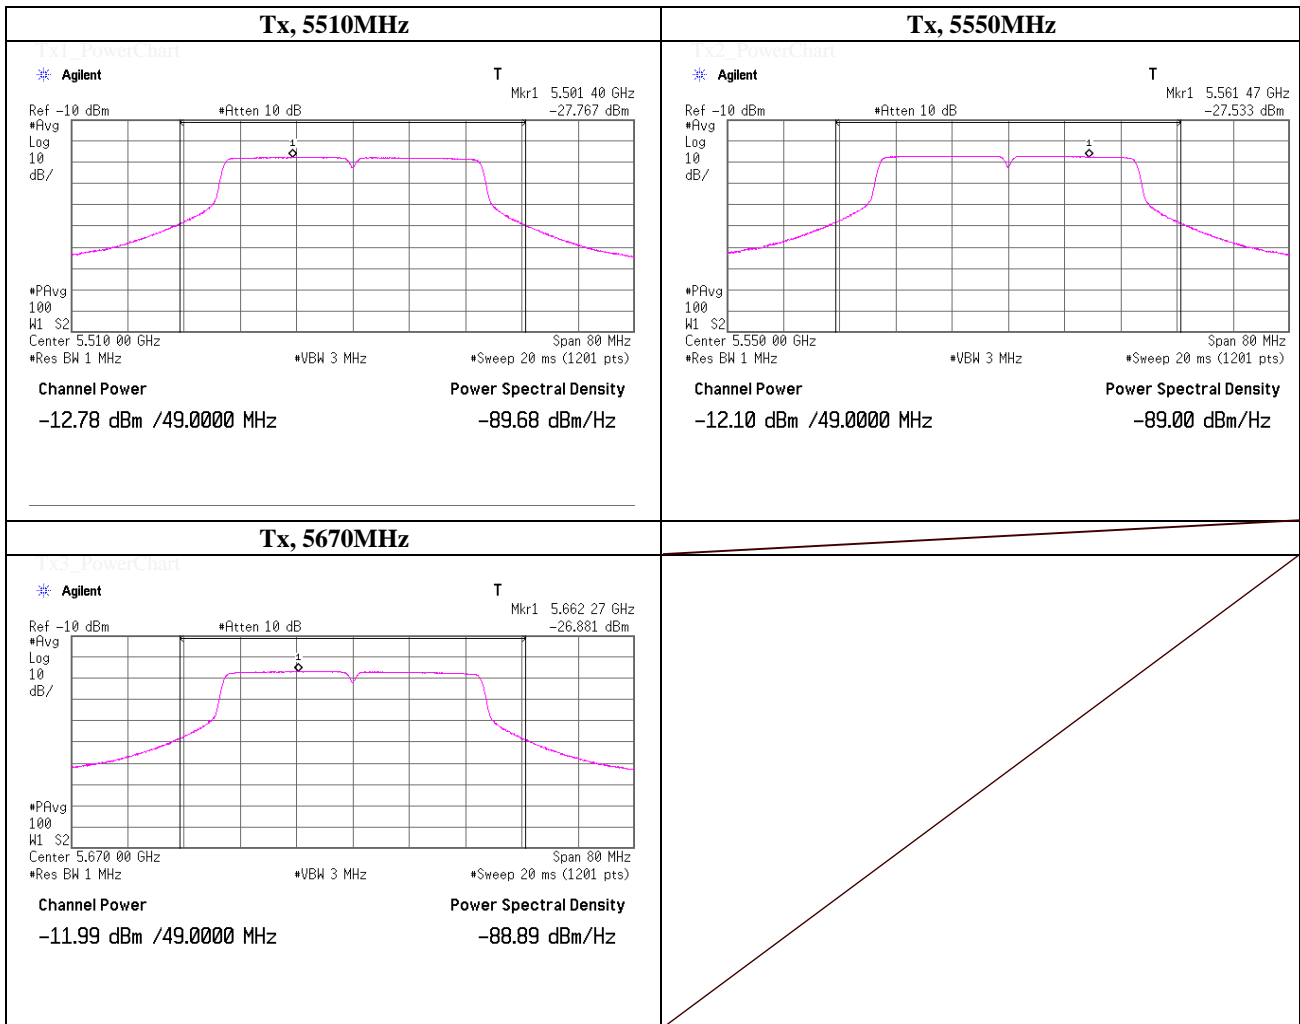 Tx, 5510MHz
Tx1_PowerChart
Agilent T
Mkr1 5.501 40 GHz
Ref -10 dBm #Atten 10 dB -27.767 dBm
#Avg
Log
10
dB/
1
#PAvg
100
W1 S2
Center 5.510 00 GHz Span 80 MHz
#Res BW 1 MHz #VBW 3 MHz #Sweep 20 ms (1201 pts)
Channel Power Power Spectral Density
-12.78 dBm /49.0000 MHz -89.68 dBm/Hz
Tx, 5550MHz
Tx2_PowerChart
Agilent T
Mkr1 5.561 47 GHz
Ref -10 dBm #Atten 10 dB -27.533 dBm
#Avg
Log
10
dB/
1
#PAvg
100
W1 S2
Center 5.550 00 GHz Span 80 MHz
#Res BW 1 MHz #VBW 3 MHz #Sweep 20 ms (1201 pts)
Channel Power Power Spectral Density
-12.10 dBm /49.0000 MHz -89.00 dBm/Hz
Tx, 5670MHz
Tx3_PowerChart
Agilent T
Mkr1 5.662 27 GHz
Ref -10 dBm #Atten 10 dB -26.881 dBm
#Avg
Log
10
dB/
1
#PAvg
100
W1 S2
Center 5.670 00 GHz Span 80 MHz
#Res BW 1 MHz #VBW 3 MHz #Sweep 20 ms (1201 pts)
Channel Power Power Spectral Density
-11.99 dBm /49.0000 MHz -88.89 dBm/Hz